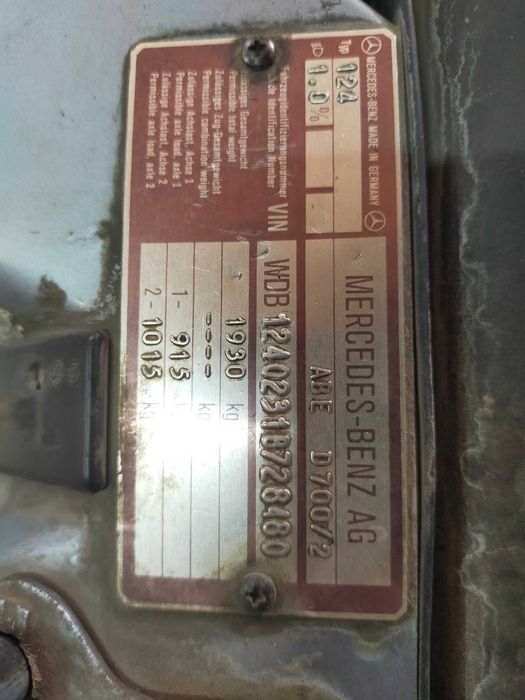 MERCEDES-BENZ MADE IN GERMANY
MERCEDES-BENZ AG
Typ 124 ABE D700/2
1.0%
Fahrzeugidentifizierungsnummer
Identification Number VIN WDB 1240231B728480
Gesamtgewicht
Permissible total weight 1930 kg
Zulässiges Zug-Gesamtgewicht
Permissible combination weight ---- kg
Zulässige Achslast, Achse 1
Permissible axle load, axle 1 1- 915 kg
Zulässige Achslast, Achse 2
Permissible axle load, axle 2 2- 1015 kg